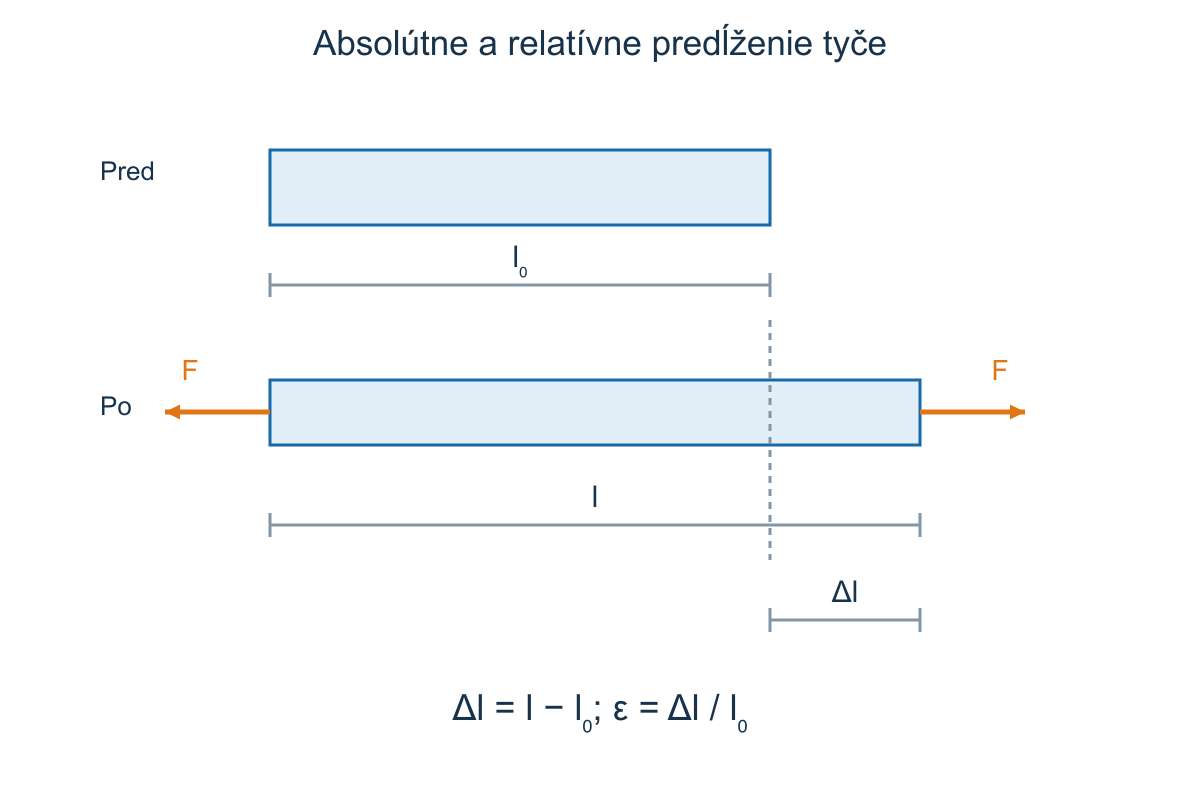 Absolútne a relatívne predĺženie tyče
Pred
l₀
F
F
Po
l
Δl
Δl = l − l₀; ε = Δl / l₀